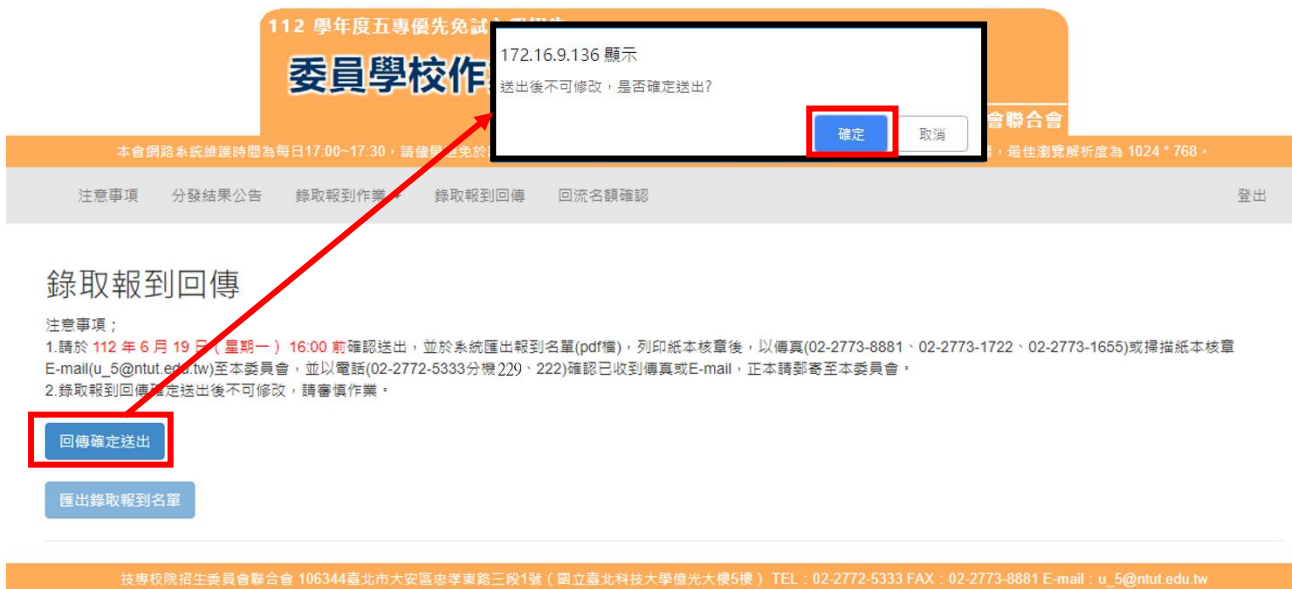 112 學年度五專優先免試
委員學校作
172.16.9.136 顯示
送出後不可修改，是否確定送出?
確定
取消
會聯合會
本會網路系統維護時間為每日17:00~17:30，請儘量避免於
，最佳瀏覽解析度為 1024 * 768。
注意事項
分發結果公告
錄取報到作業
錄取報到回傳
回流名額確認
登出
錄取報到回傳
注意事項；
1.請於 112 年 6 月 19 日（星期一） 16:00 前確認送出，並於系統匯出報到名單(pdf檔)，列印紙本核章後，以傳真(02-2773-8881、02-2773-1722、02-2773-1655)或掃描紙本核章
E-mail(u_5@ntut.edu.tw)至本委員會，並以電話(02-2772-5333分機229、222)確認已收到傳真或E-mail，正本請郵寄至本委員會。
2.錄取報到回傳確定送出後不可修改，請審慎作業。
回傳確定送出
匯出錄取報到名單
技專校院招生委員會聯合會 106344臺北市大安區忠孝東路三段1號（國立臺北科技大學億光大樓5樓） TEL：02-2772-5333 FAX：02-2773-8881 E-mail：u_5@ntut.edu.tw